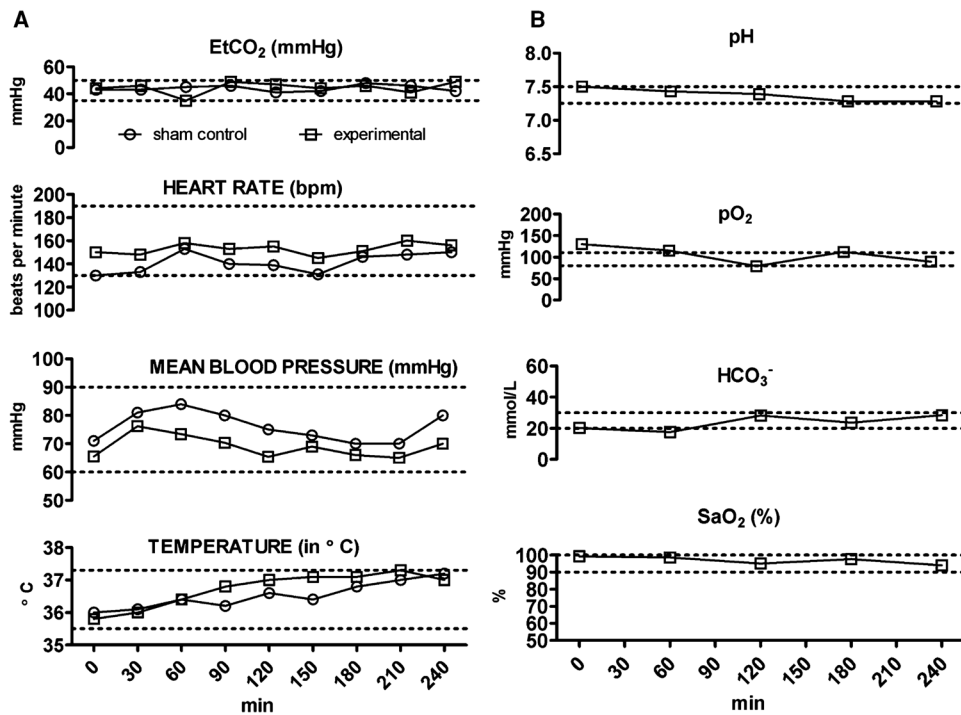 A
EtCO₂ (mmHg)
mmHg
60
40
20
0
sham control
experimental
HEART RATE (bpm)
beats per minute
200
180
160
140
120
100
MEAN BLOOD PRESSURE (mmHg)
mmHg
100
90
80
70
60
50
TEMPERATURE (in ° C)
° C
38
37
36
35
0
30
60
90
120
150
180
210
240
min
B
pH
8.0
7.5
7.0
6.5
pO₂
mmHg
200
150
100
50
0
HCO₃⁻
mmol/L
60
40
20
0
SaO₂ (%)
%
100
90
80
70
60
50
0
30
60
90
120
150
180
210
240
min